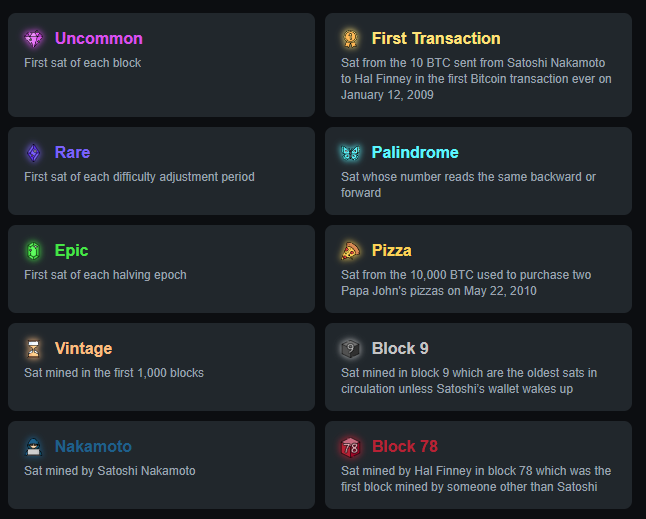 Uncommon
First sat of each block
First Transaction
Sat from the 10 BTC sent from Satoshi Nakamoto
to Hal Finney in the first Bitcoin transaction ever on
January 12, 2009
Rare
First sat of each difficulty adjustment period
Palindrome
Sat whose number reads the same backward or
forward
Epic
First sat of each halving epoch
Pizza
Sat from the 10,000 BTC used to purchase two
Papa John's pizzas on May 22, 2010
Vintage
Sat mined in the first 1,000 blocks
9
Block 9
Sat mined in block 9 which are the oldest sats in
circulation unless Satoshi's wallet wakes up
Nakamoto
Sat mined by Satoshi Nakamoto
78
Block 78
Sat mined by Hal Finney in block 78 which was the
first block mined by someone other than Satoshi